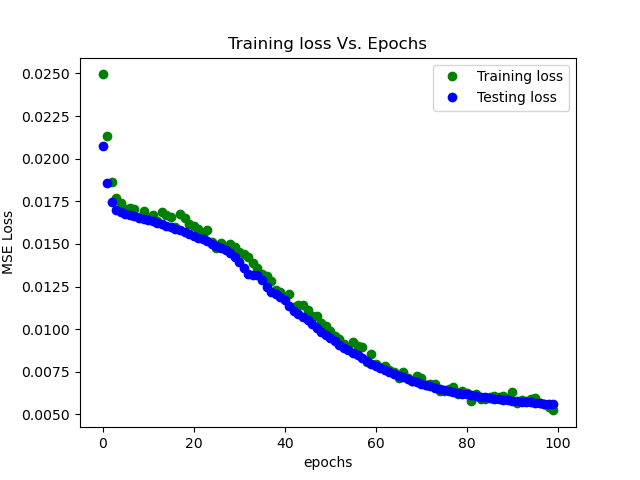 Training loss Vs. Epochs
Training loss
Testing loss
0.0250
0.0225
0.0200
0.0175
0.0150
0.0125
0.0100
0.0075
0.0050
MSE Loss
0 20 40 60 80 100
epochs